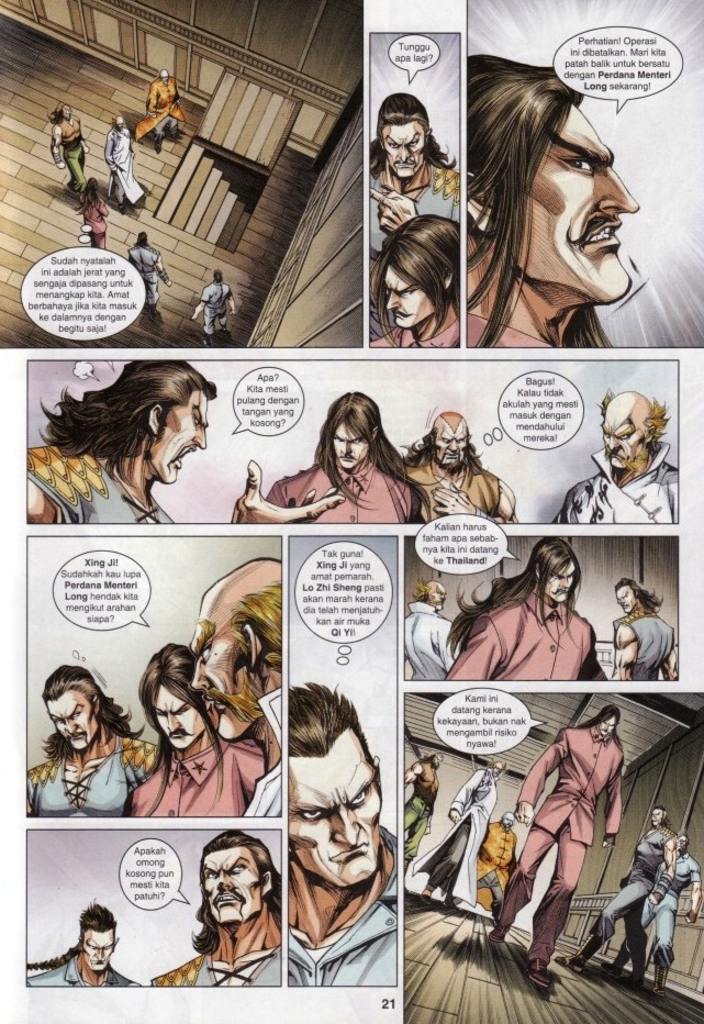 Sudah nyatalah
ini adalah jerat yang
sengaja dipasang untuk
menangkap kita. Amat
berbahaya jika kita masuk
ke dalamnya dengan
begitu saja!
Tunggu
apa lagi?
Perhatian! Operasi
ini dibatalkan. Mari kita
patah balik untuk bersatu
dengan Perdana Menteri
Long sekarang!
Apa?
Kita mesti
pulang dengan
tangan yang
kosong?
Bagus!
Kalau tidak
akulah yang mesti
masuk dengan
mendahului
mereka!
Xing Ji!
Sudahkah kau lupa
Perdana Menteri
Long hendak kita
mengikut arahan
siapa?
Tak guna!
Xing Ji yang
amat pemarah.
Lo Zhi Sheng pasti
akan marah kerana
dia telah menjatuh-
kan air muka
Qi Yi!
Kalian harus
faham apa sebab-
nya kita ini datang
ke Thailand!
Kami ini
datang kerana
kekayaan, bukan nak
mengambil risiko
nyawa!
Apakah
omong
kosong pun
mesti kita
patuhi?
21